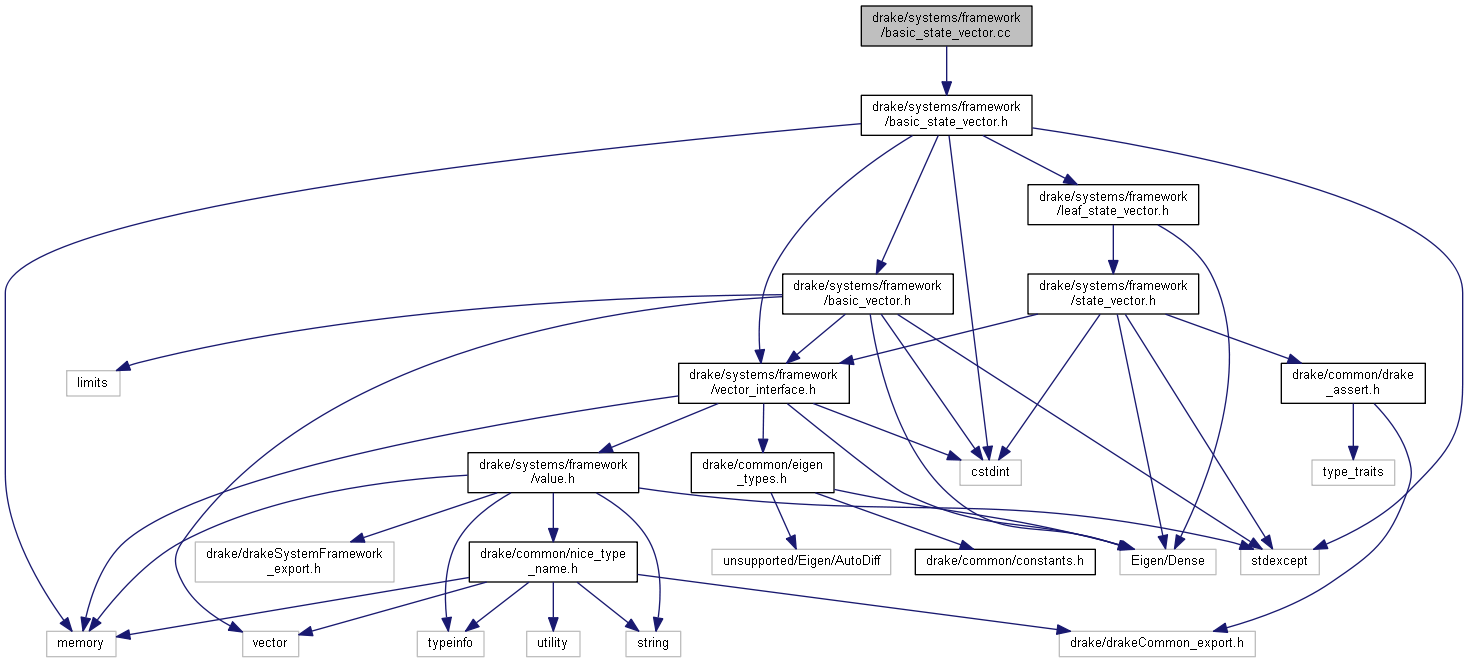 drake/systems/framework
/basic_state_vector.cc
drake/systems/framework
/basic_state_vector.h
drake/systems/framework
/leaf_state_vector.h
drake/systems/framework
/basic_vector.h
drake/systems/framework
/state_vector.h
limits
drake/systems/framework
/vector_interface.h
drake/common/drake
_assert.h
drake/systems/framework
/value.h
drake/common/eigen
_types.h
cstdint
type_traits
drake/drakeSystemFramework
_export.h
drake/common/nice_type
_name.h
unsupported/Eigen/AutoDiff
drake/common/constants.h
Eigen/Dense
stdexcept
memory
vector
typeinfo
utility
string
drake/drakeCommon_export.h